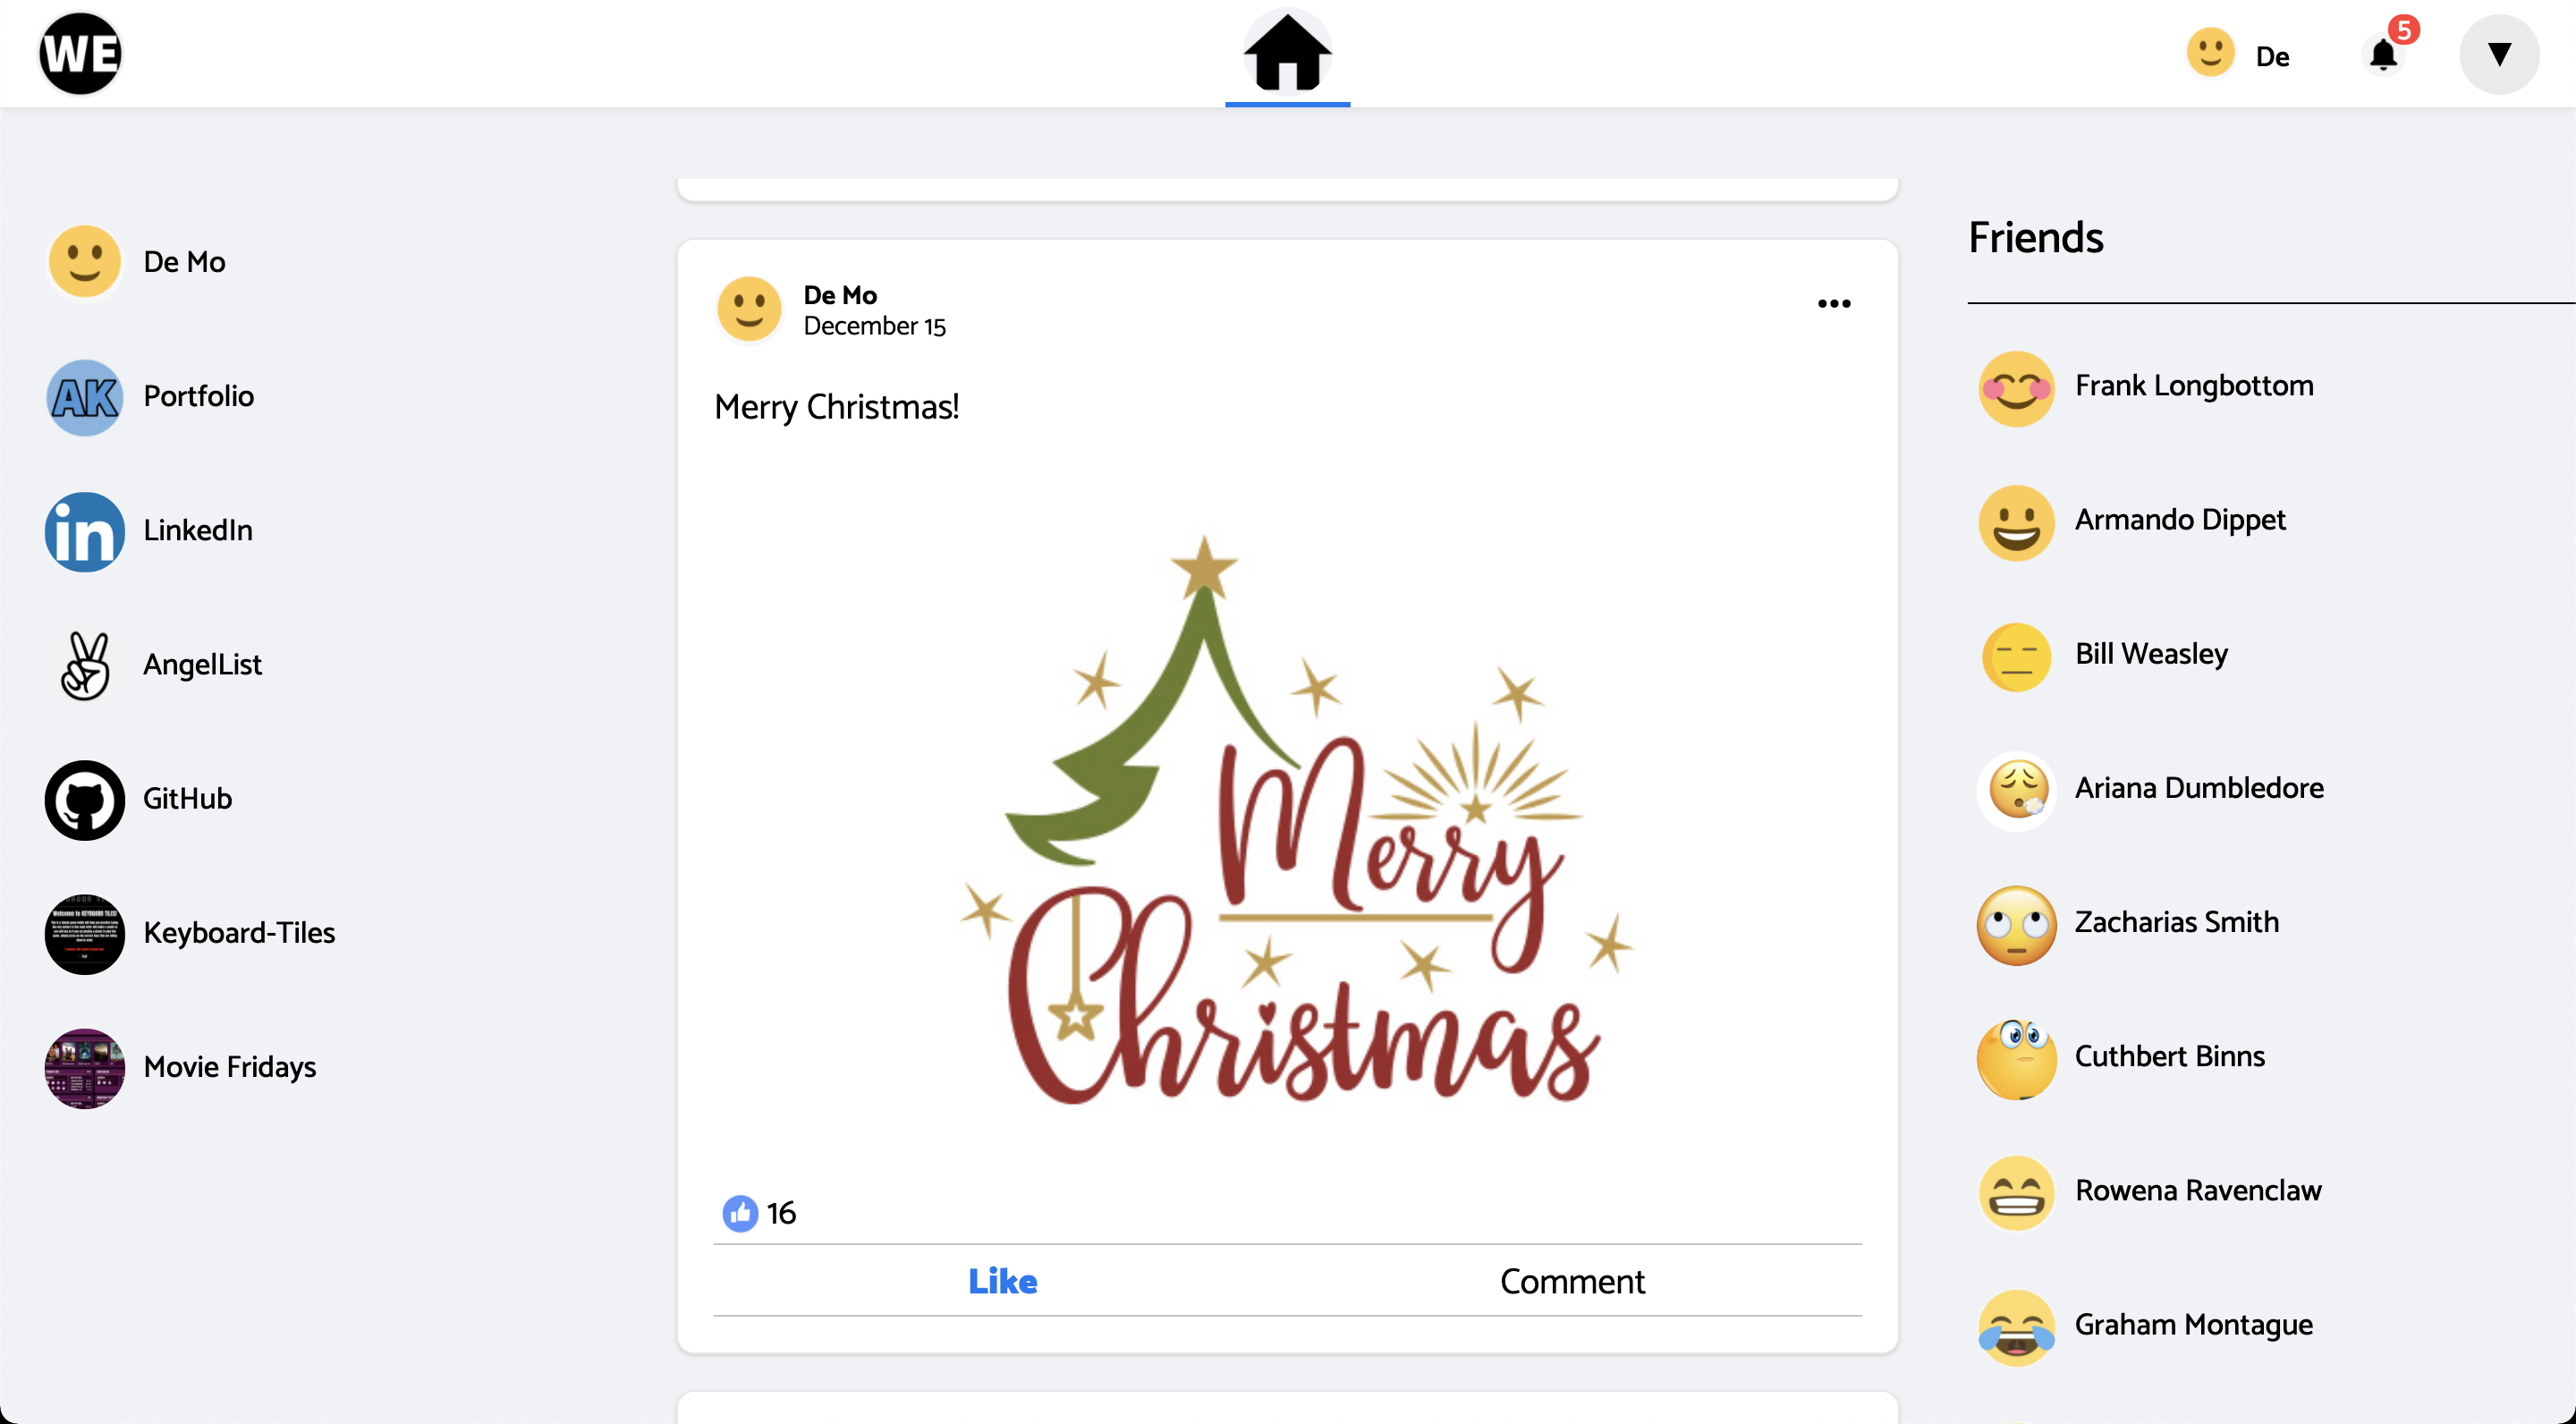 WE
De
5
De Mo
AK Portfolio
in LinkedIn
AngelList
GitHub
Keyboard-Tiles
Movie Fridays
De Mo
December 15
Merry Christmas!
Merry
Christmas
16
Like Comment
Friends
Frank Longbottom
Armando Dippet
Bill Weasley
Ariana Dumbledore
Zacharias Smith
Cuthbert Binns
Rowena Ravenclaw
Graham Montague